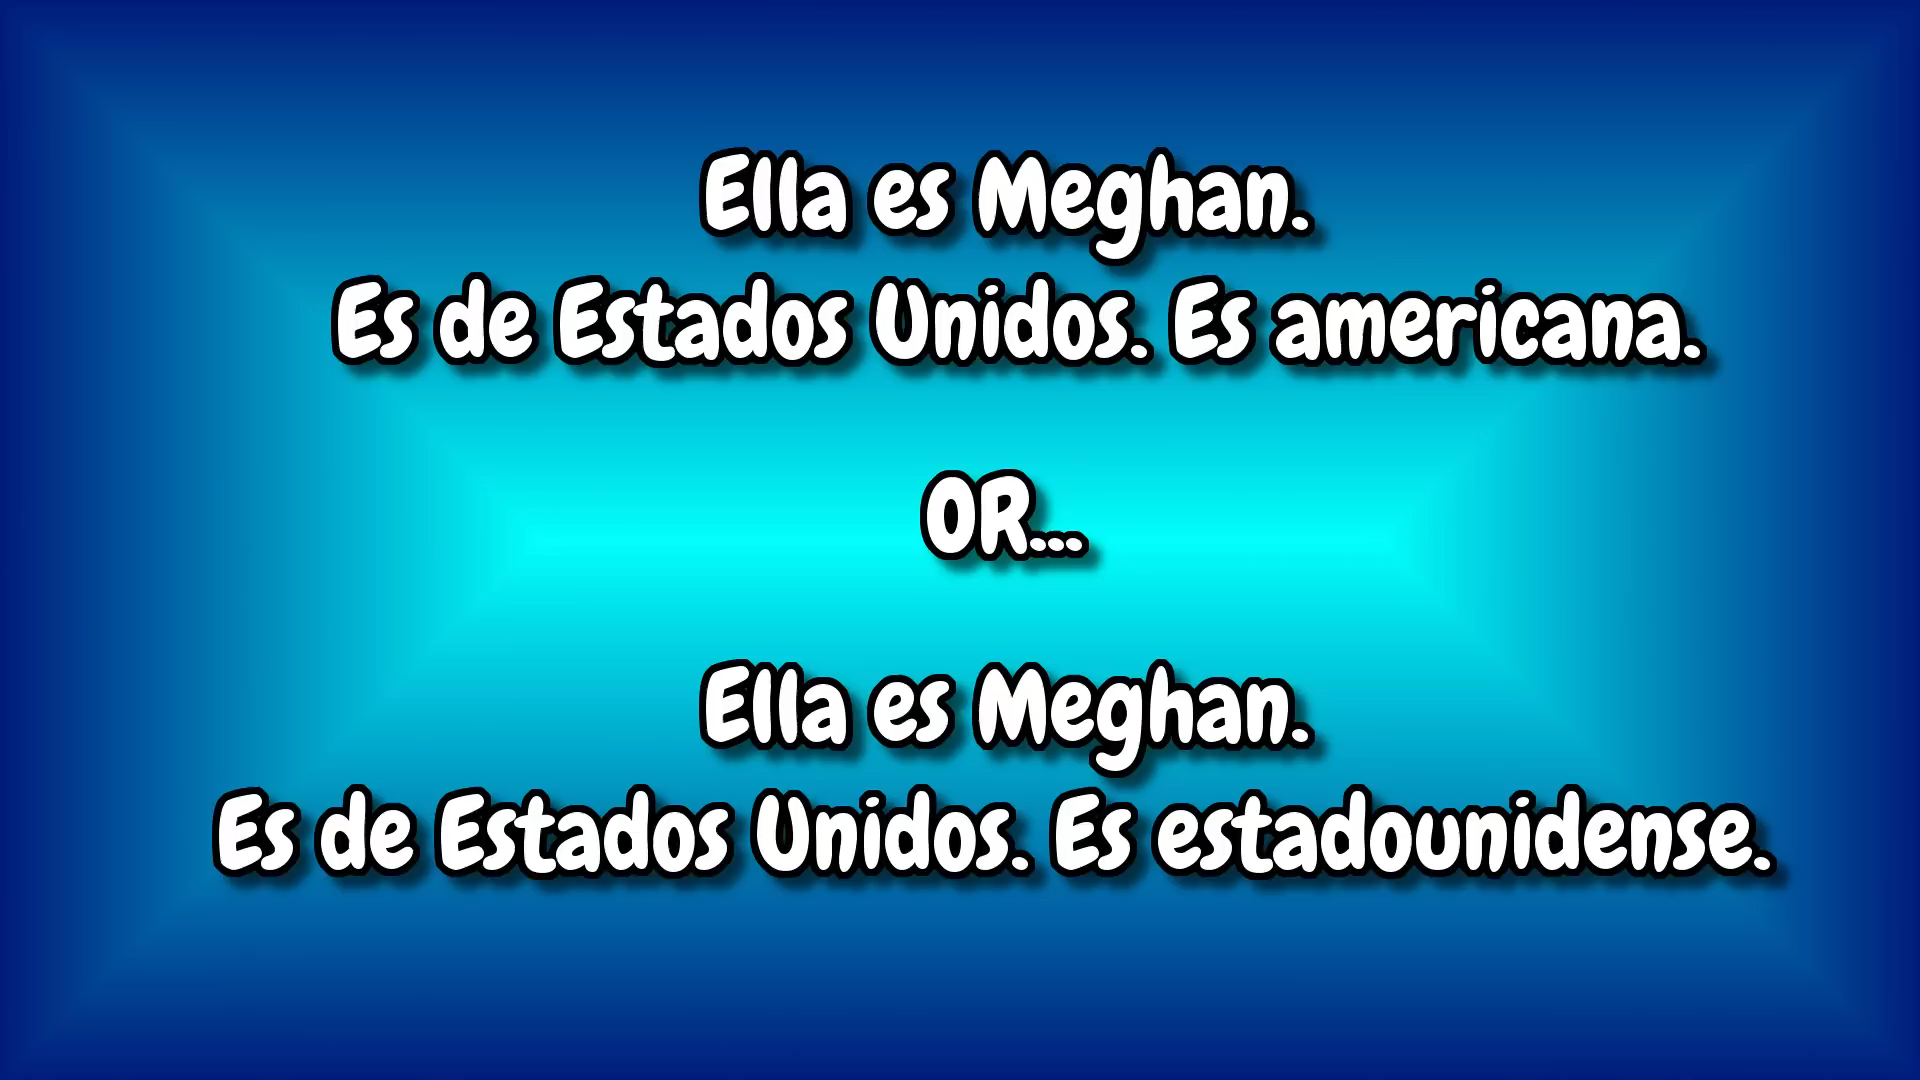 Ella es Meghan.
Es de Estados Unidos. Es americana.
OR...
Ella es Meghan.
Es de Estados Unidos. Es estadounidense.